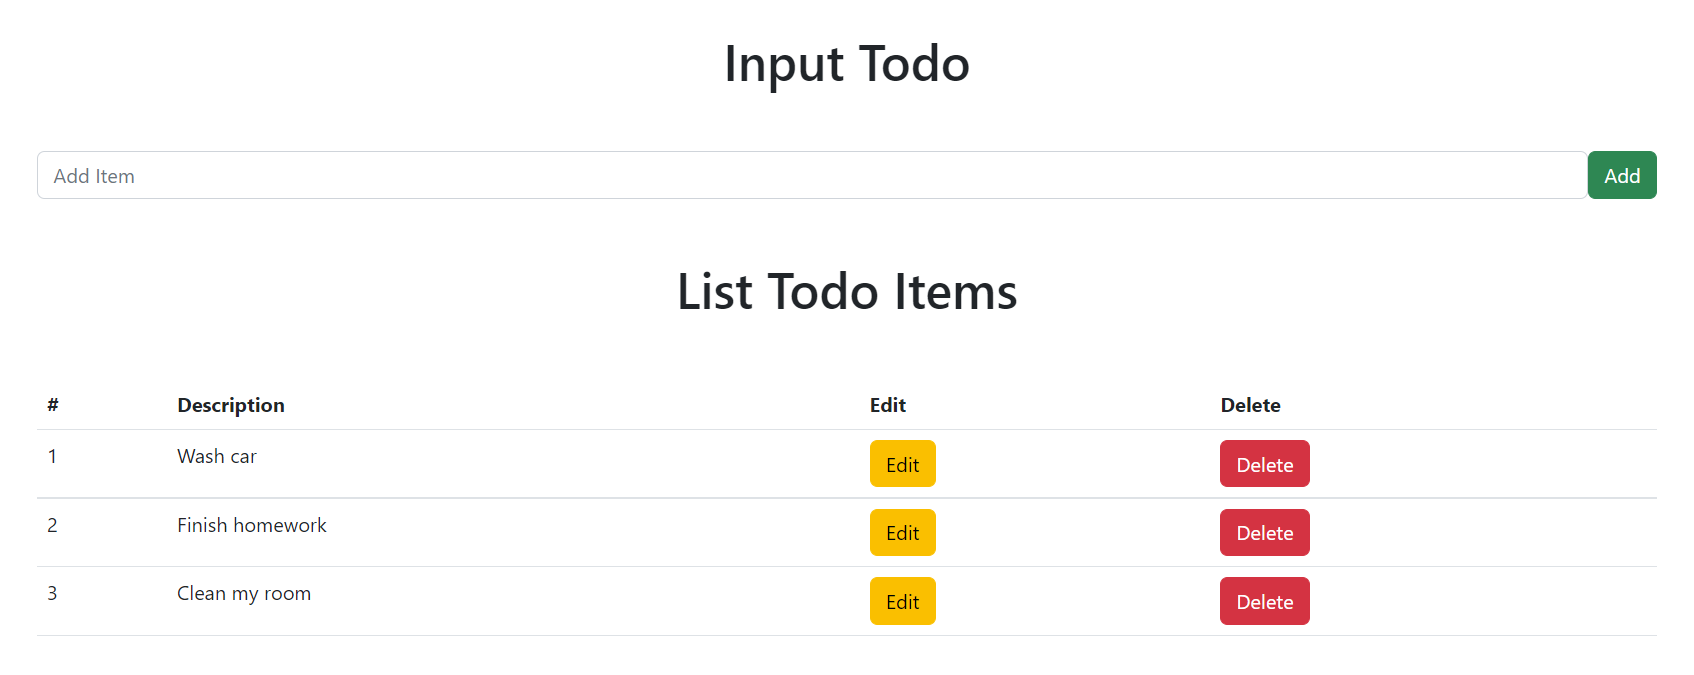 Input Todo
Add Item Add
List Todo Items
# Description Edit Delete
1 Wash car Edit Delete
2 Finish homework Edit Delete
3 Clean my room Edit Delete